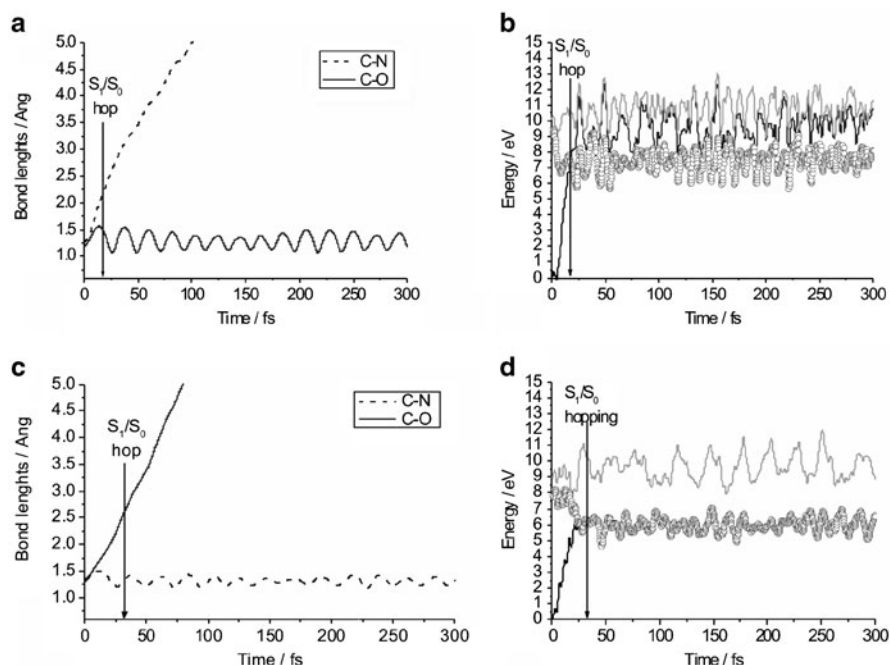 a
5.0
4.5
4.0
3.5
3.0
2.5
2.0
1.5
1.0
Bond lenghts / Ang
S1/S0
hop
C-N
C-O
0 50 100 150 200 250 300
Time / fs
b
15
14
13
12
11
10
9
8
7
6
5
4
3
2
1
0
Energy / eV
S1/S0
hop
0 50 100 150 200 250 300
Time / fs
c
5.0
4.5
4.0
3.5
3.0
2.5
2.0
1.5
1.0
Bond lenghts / Ang
S1/S0
hop
C-N
C-O
0 50 100 150 200 250 300
Time / fs
d
15
14
13
12
11
10
9
8
7
6
5
4
3
2
1
0
Energy / eV
S1/S0
hopping
0 50 100 150 200 250 300
Time / fs